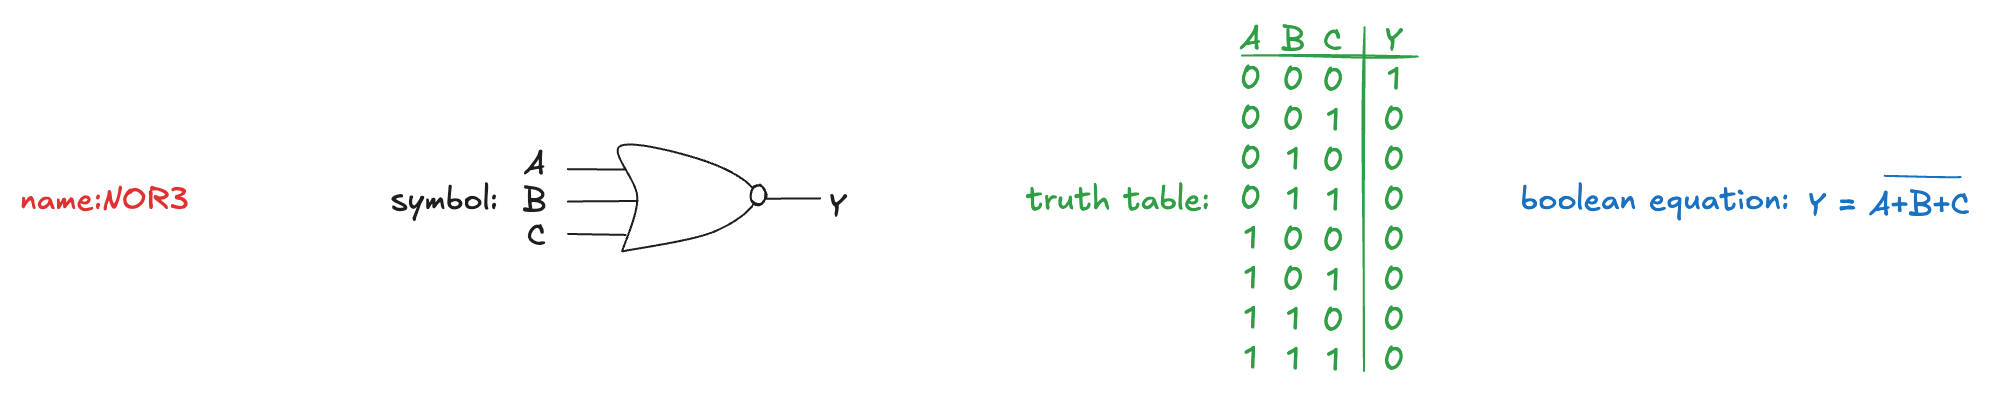 name:NOR3
symbol:
A
B
C
Y
truth table:
A B C Y
0 0 0 1
0 0 1 0
0 1 0 0
0 1 1 0
1 0 0 0
1 0 1 0
1 1 0 0
1 1 1 0
boolean equation: Y = A̅+̅B̅+̅C̅